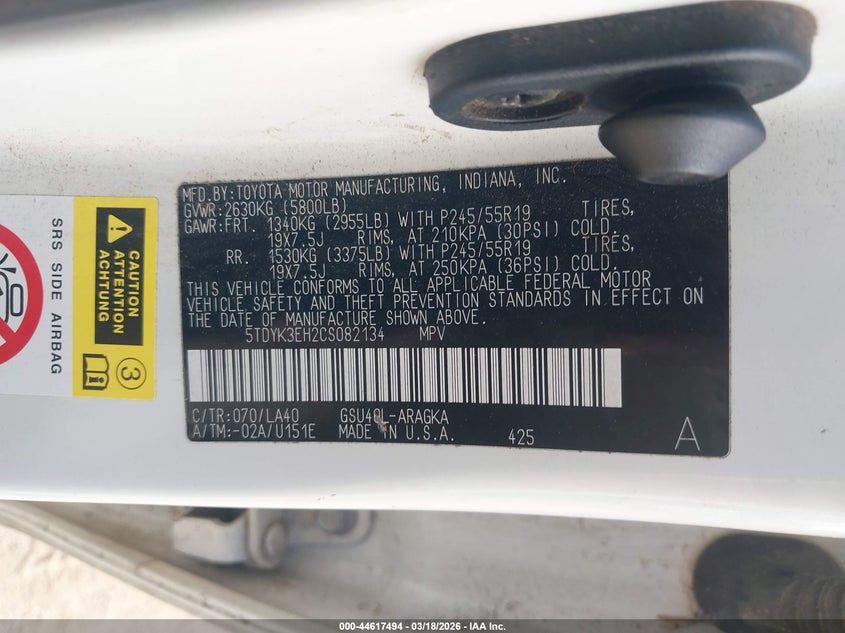 MFD.BY:TOYOTA MOTOR MANUFACTURING, INDIANA, INC.
GVWR:2630KG (5800LB)
GAWR:FRT. 1340KG (2955LB) WITH P245/55R19 TIRES,
19X7.5J RIMS, AT 210KPA (30PSI) COLD.
RR. 1530KG (3375LB) WITH P245/55R19 TIRES,
19X7.5J RIMS, AT 250KPA (36PSI) COLD.
THIS VEHICLE CONFORMS TO ALL APPLICABLE FEDERAL MOTOR
VEHICLE SAFETY AND THEFT PREVENTION STANDARDS IN EFFECT ON
THE DATE OF MANUFACTURE SHOWN ABOVE.
5TDYK3EH2CS082134 MPV
C/TR:070/LA40 GSU40L-ARAGKA
A/TM:-02A/U151E MADE IN U.S.A. 425
A
SRS SIDE AIRBAG
CAUTION
ATTENTION
ACHTUNG
3
000-44617494 - 03/18/2026 - IAA Inc.